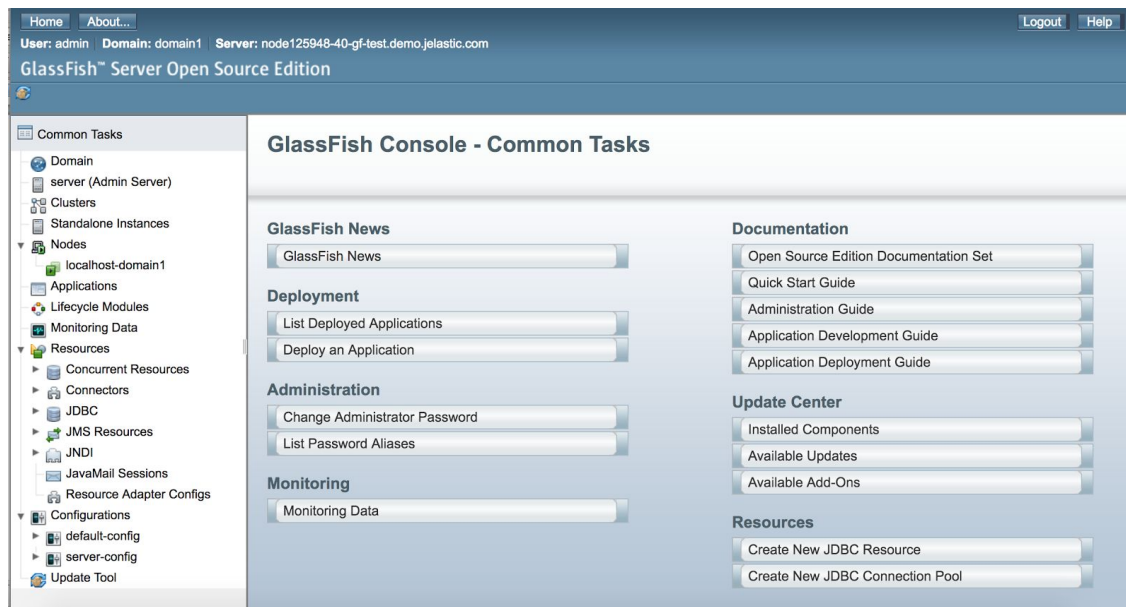 Home About... Logout Help
User: admin Domain: domain1 Server: node125948-40-gf-test.demo.jelastic.com
GlassFish™ Server Open Source Edition
Common Tasks
Domain
server (Admin Server)
Clusters
Standalone Instances
Nodes
localhost-domain1
Applications
Lifecycle Modules
Monitoring Data
Resources
Concurrent Resources
Connectors
JDBC
JMS Resources
JNDI
JavaMail Sessions
Resource Adapter Configs
Configurations
default-config
server-config
Update Tool
GlassFish Console - Common Tasks
GlassFish News
GlassFish News
Deployment
List Deployed Applications
Deploy an Application
Administration
Change Administrator Password
List Password Aliases
Monitoring
Monitoring Data
Documentation
Open Source Edition Documentation Set
Quick Start Guide
Administration Guide
Application Development Guide
Application Deployment Guide
Update Center
Installed Components
Available Updates
Available Add-Ons
Resources
Create New JDBC Resource
Create New JDBC Connection Pool